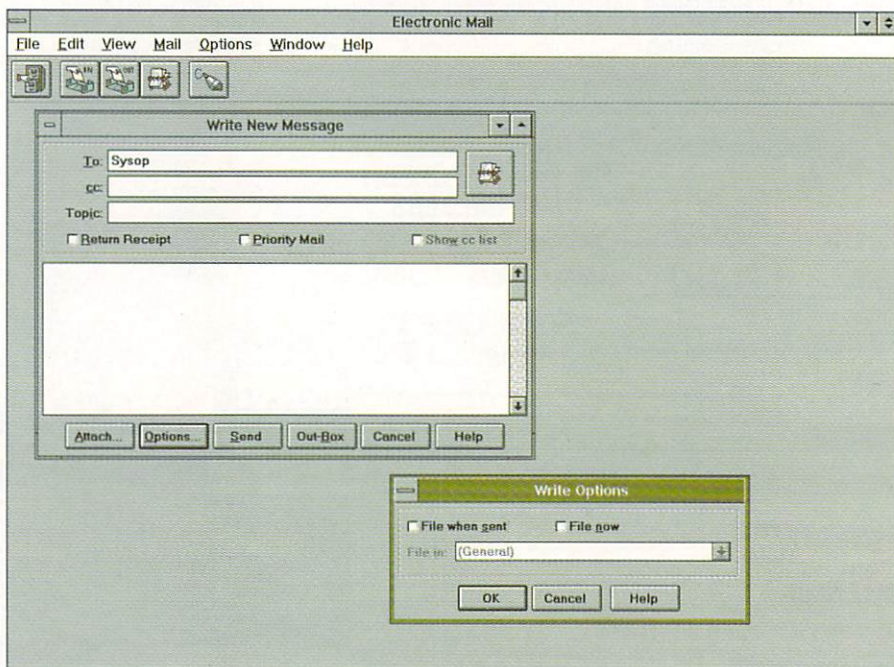 Electronic Mail
File Edit View Mail Options Window Help
IN OUT
Write New Message
To: Sysop
cc:
Topic:
Return Receipt Priority Mail Show cc list
Attach... Options... Send Out-Box Cancel Help
Write Options
File when sent File now
File in: (General)
OK Cancel Help